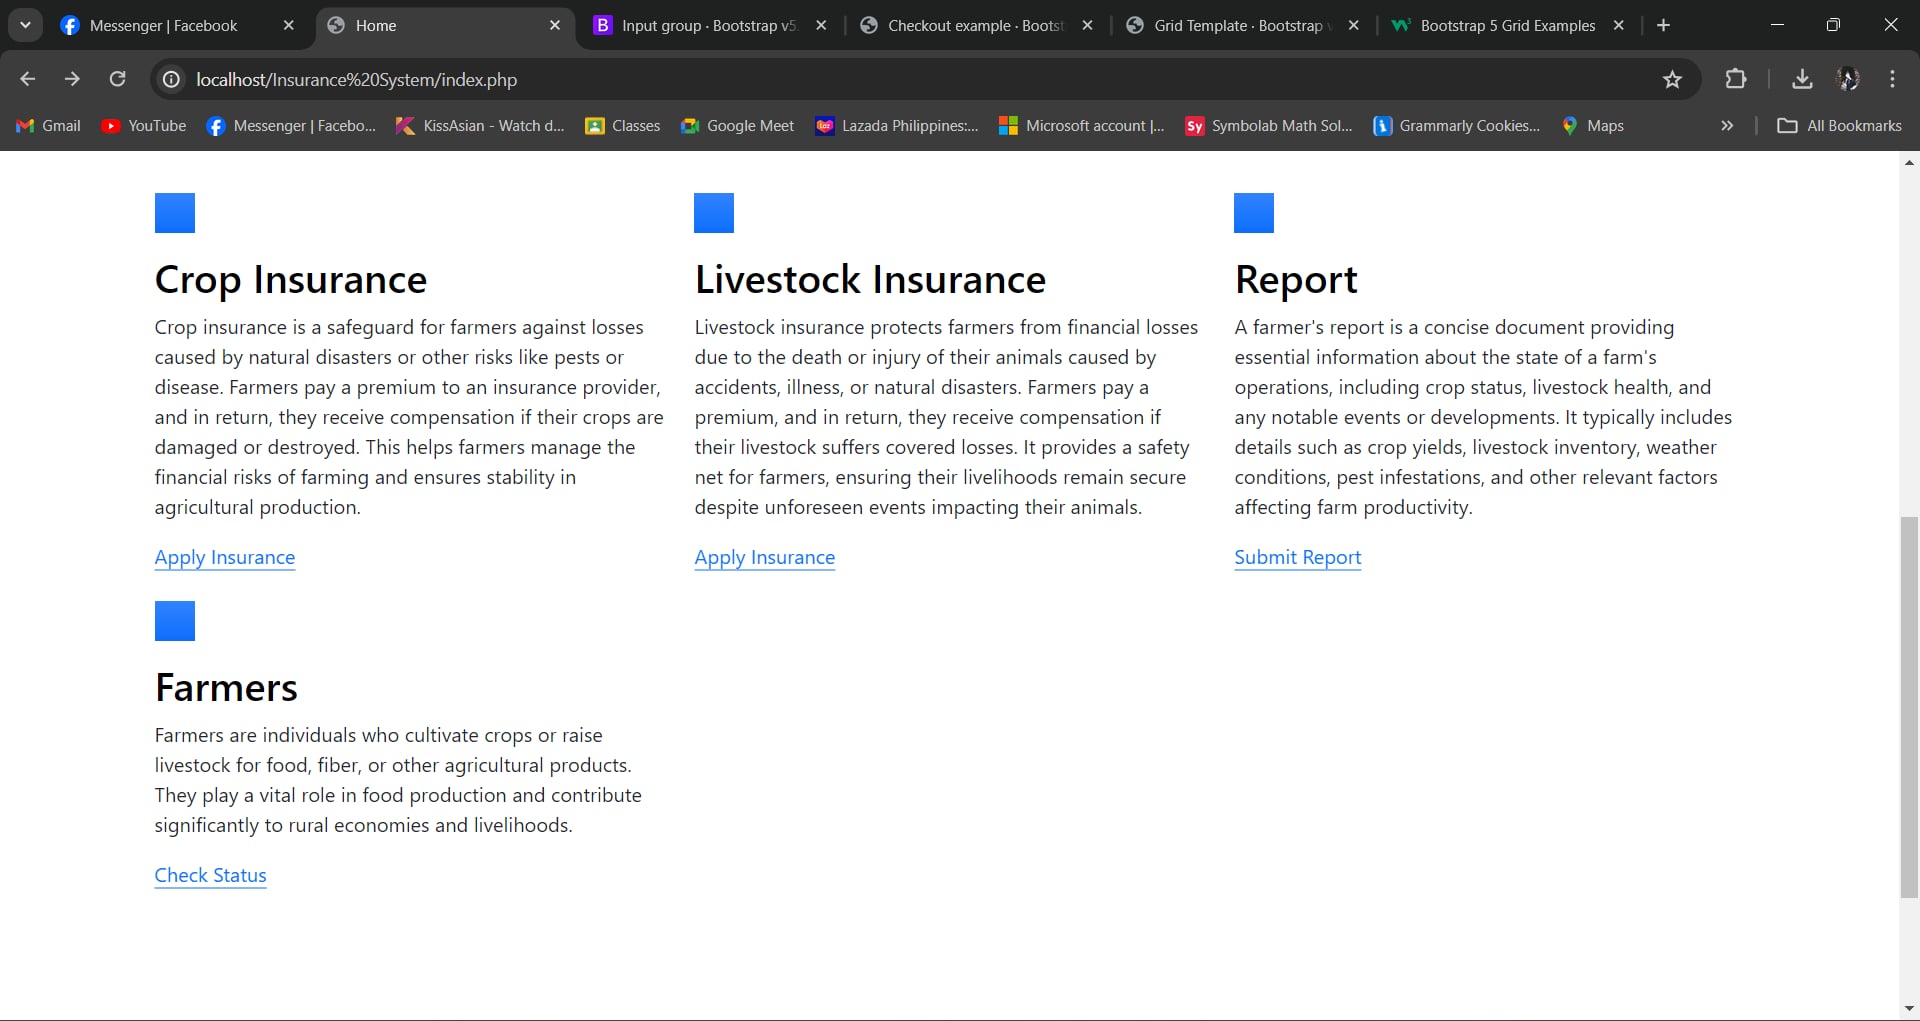 Messenger | Facebook
Home
Input group · Bootstrap v5.
Checkout example · Boots
Grid Template · Bootstrap v
Bootstrap 5 Grid Examples
localhost/Insurance%20System/index.php
Gmail
YouTube
Messenger | Facebo...
KissAsian - Watch d...
Classes
Google Meet
Lazada Philippines:...
Microsoft account |...
Sy
Symbolab Math Sol...
Grammarly Cookies...
Maps
All Bookmarks
Crop Insurance
Crop insurance is a safeguard for farmers against losses
caused by natural disasters or other risks like pests or
disease. Farmers pay a premium to an insurance provider,
and in return, they receive compensation if their crops are
damaged or destroyed. This helps farmers manage the
financial risks of farming and ensures stability in
agricultural production.
Apply Insurance
Livestock Insurance
Livestock insurance protects farmers from financial losses
due to the death or injury of their animals caused by
accidents, illness, or natural disasters. Farmers pay a
premium, and in return, they receive compensation if
their livestock suffers covered losses. It provides a safety
net for farmers, ensuring their livelihoods remain secure
despite unforeseen events impacting their animals.
Apply Insurance
Report
A farmer's report is a concise document providing
essential information about the state of a farm's
operations, including crop status, livestock health, and
any notable events or developments. It typically includes
details such as crop yields, livestock inventory, weather
conditions, pest infestations, and other relevant factors
affecting farm productivity.
Submit Report
Farmers
Farmers are individuals who cultivate crops or raise
livestock for food, fiber, or other agricultural products.
They play a vital role in food production and contribute
significantly to rural economies and livelihoods.
Check Status